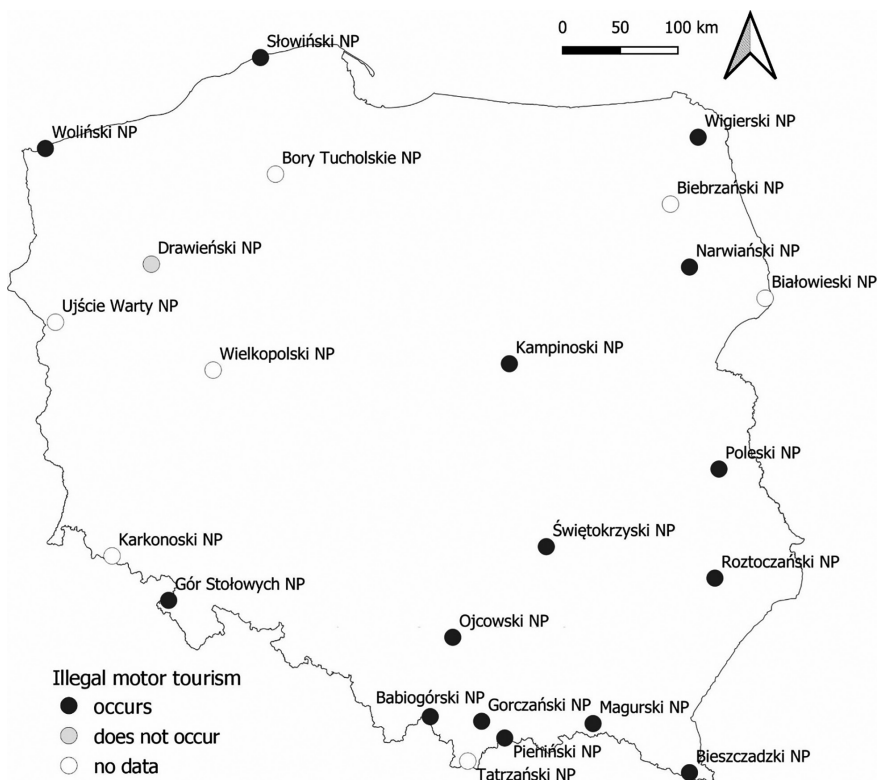 0 50 100 km
Słowiński NP
Woliński NP
Wigierski NP
Bory Tucholskie NP
Biebrzański NP
Drawieński NP
Narwiański NP
Białowieski NP
Ujście Warty NP
Wielkopolski NP
Kampinoski NP
Poleski NP
Karkonoski NP
Świętokrzyski NP
Roztoczański NP
Gór Stołowych NP
Ojcowski NP
Babiogórski NP
Gorczański NP
Magurski NP
Pieniński NP
Bieszczadzki NP
Tatrzański NP
Illegal motor tourism
occurs
does not occur
no data